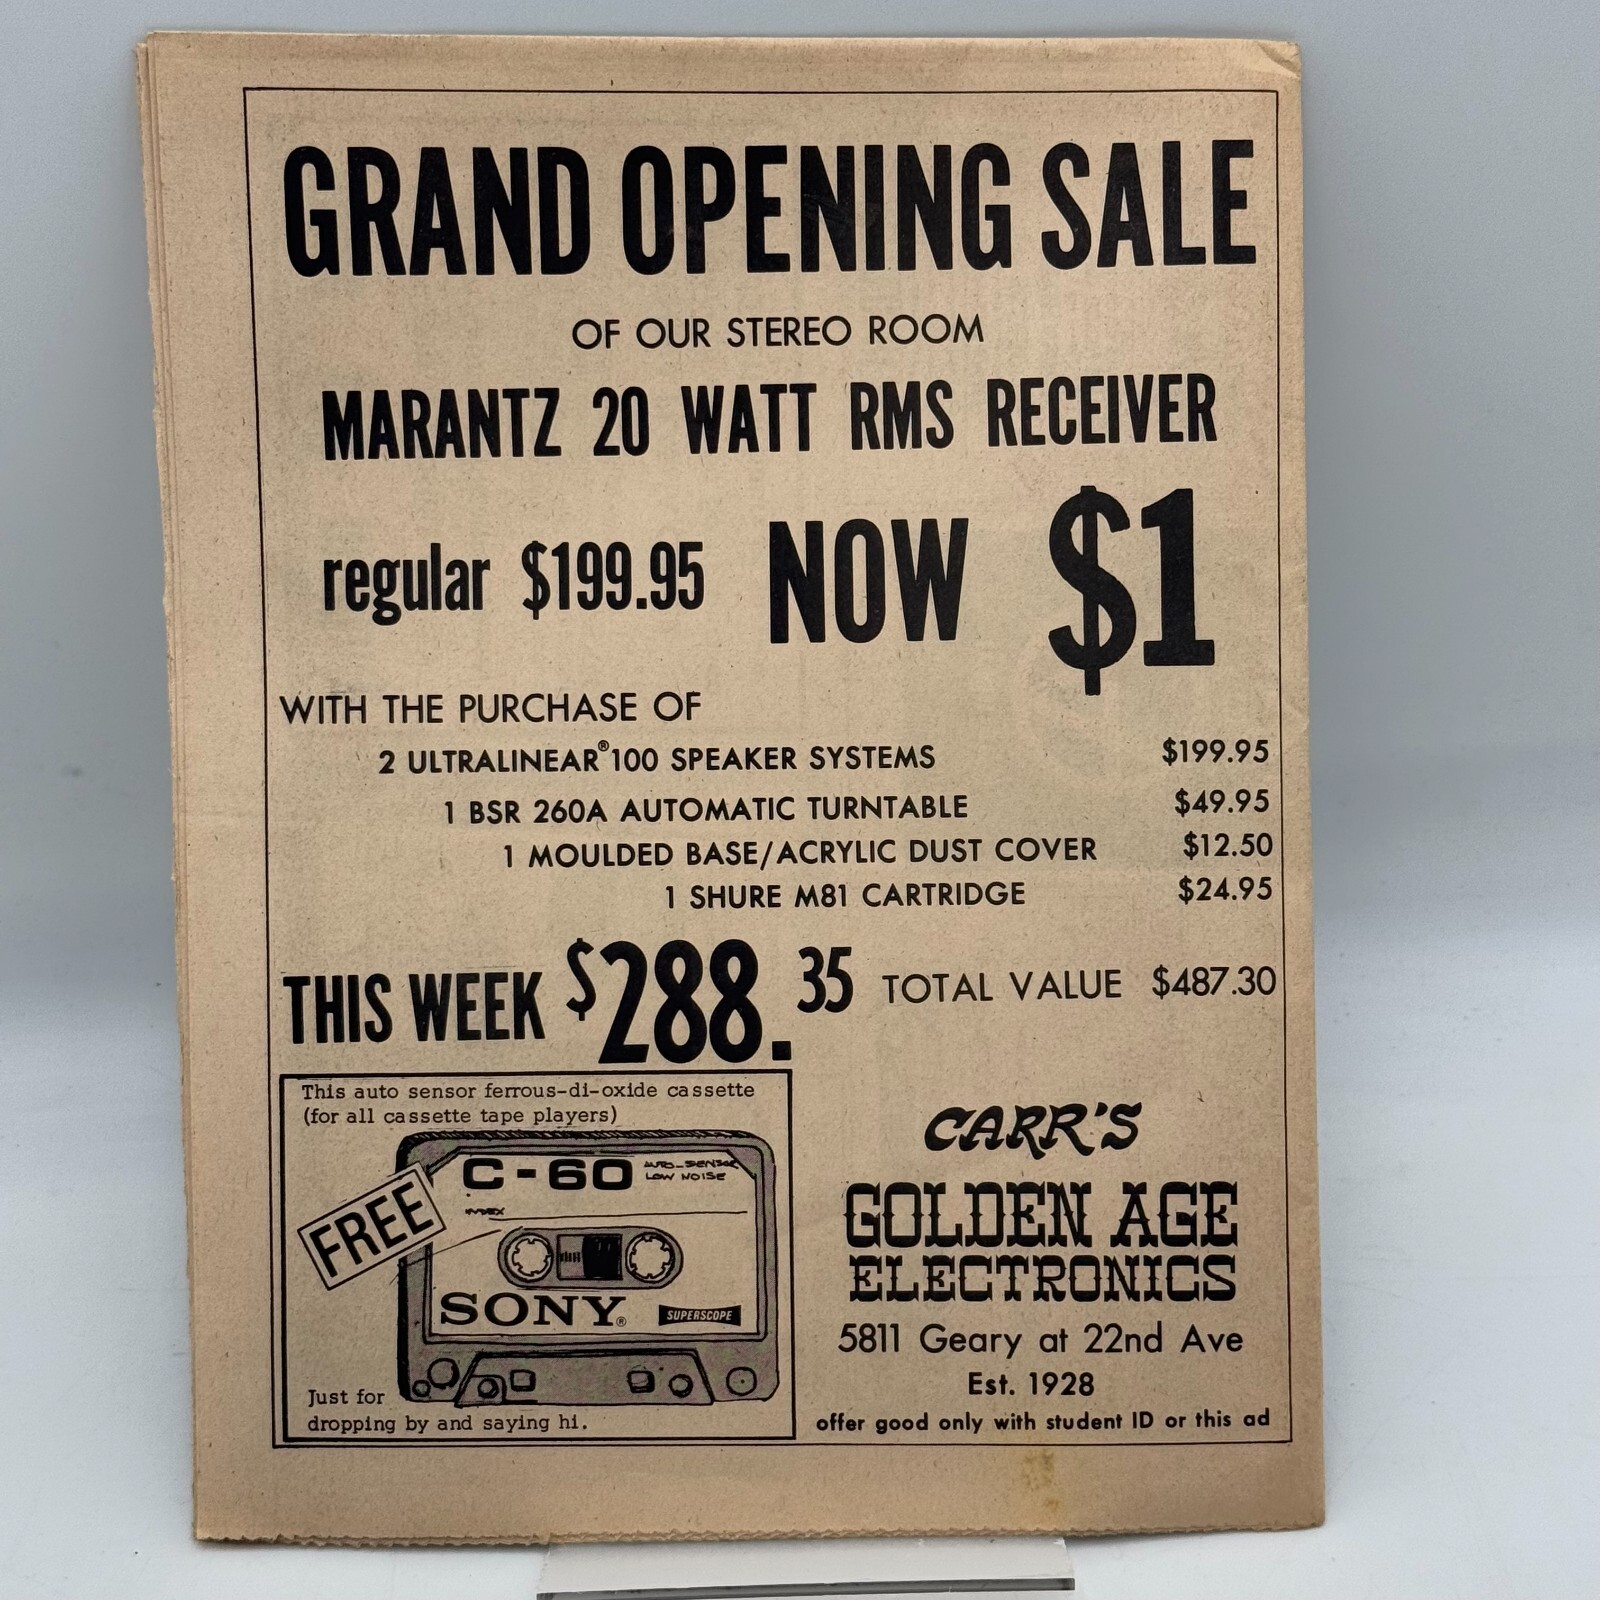 GRAND OPENING SALE
OF OUR STEREO ROOM
MARANTZ 20 WATT RMS RECEIVER
regular $199.95 NOW $1
WITH THE PURCHASE OF
2 ULTRALINEAR® 100 SPEAKER SYSTEMS $199.95
1 BSR 260A AUTOMATIC TURNTABLE $49.95
1 MOULDED BASE/ACRYLIC DUST COVER $12.50
1 SHURE M81 CARTRIDGE $24.95
THIS WEEK $288.35 TOTAL VALUE $487.30
This auto sensor ferrous-di-oxide cassette
(for all cassette tape players)
FREE
C-60 AUTO-SENSOR
LOW NOISE
INDEX
SONY® SUPERSCOPE
Just for
dropping by and saying hi.
CARR'S
GOLDEN AGE
ELECTRONICS
5811 Geary at 22nd Ave
Est. 1928
offer good only with student ID or this ad